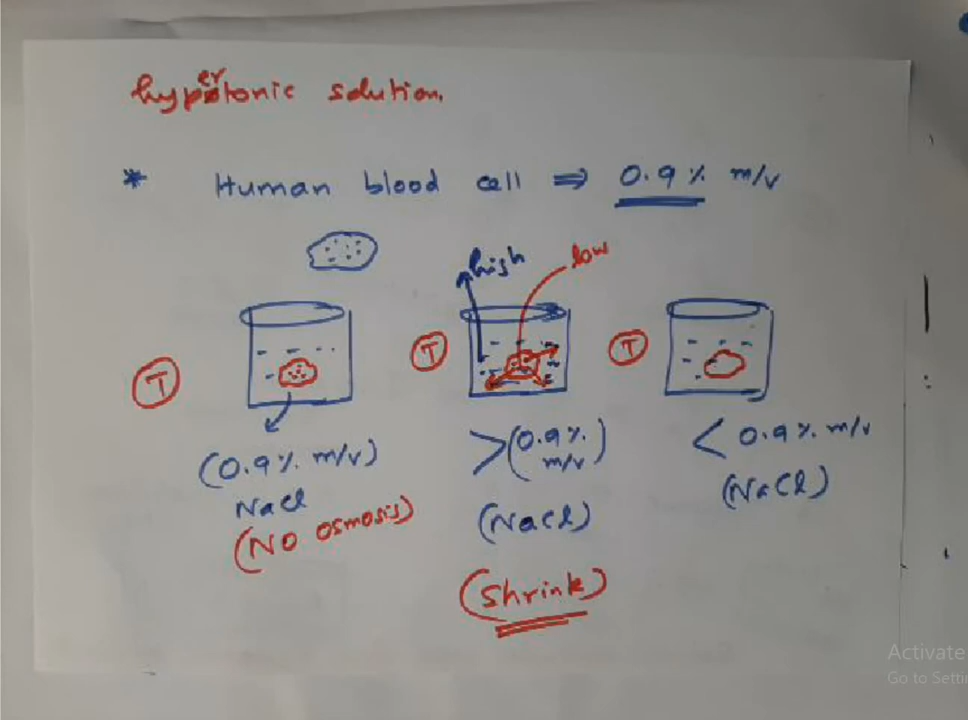 hypertonic solution.
* Human blood cell ⇒ 0.9% m/v
high
low
T
T
T
(0.9% m/v)
NaCl
(NO osmosis)
>(0.9%
m/v)
(NaCl)
(Shrink)
< 0.9% m/v
(NaCl)
Activate
Go to Settin